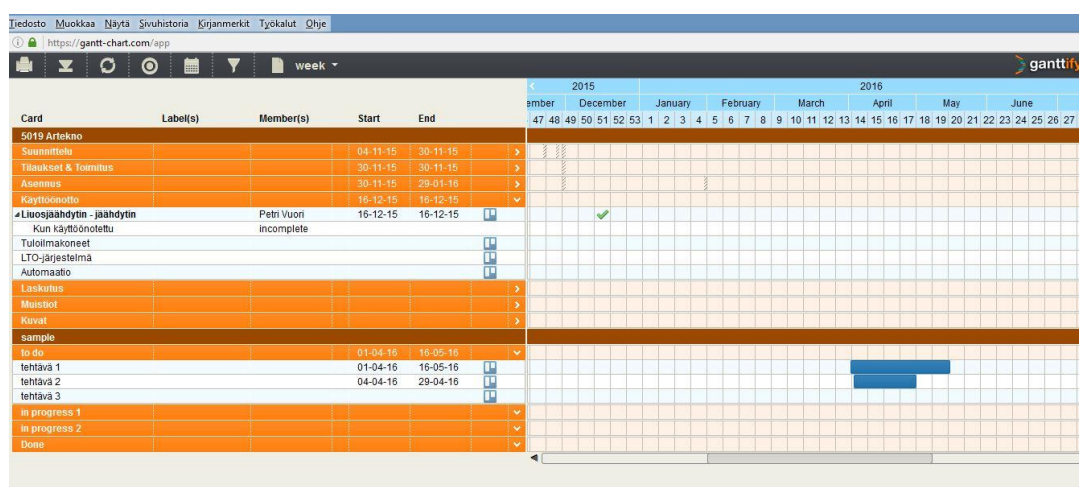 Tiedosto Muokkaa Näytä Sivuhistoria Kirjanmerkit Työkalut Ohje
https://gantt-chart.com/app
week ganttify
2015 2016
ember December January February March April May June
Card Label(s) Member(s) Start End 47 48 49 50 51 52 53 1 2 3 4 5 6 7 8 9 10 11 12 13 14 15 16 17 18 19 20 21 22 23 24 25 26 27
5019 Artekno
Suunnittelu 04-11-15 30-11-15
Tilaukset & Toimitus 30-11-15 30-11-15
Asennus 30-11-15 29-01-16
Käyttöönotto 16-12-15 16-12-15
Liuosjäähdytin - jäähdytin Petri Vuori 16-12-15 16-12-15
Kun käyttöönotettu incomplete
Tuloilmakoneet
LTO-järjestelmä
Automaatio
Laskutus
Muistiot
Kuvat
sample
to do 01-04-16 16-05-16
tehtävä 1 01-04-16 16-05-16
tehtävä 2 04-04-16 29-04-16
tehtävä 3
in progress 1
in progress 2
Done